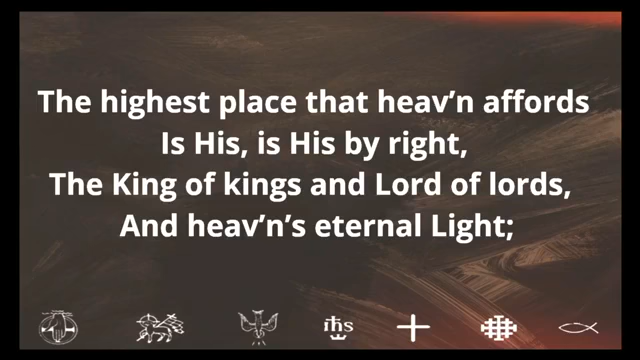 The highest place that heav’n affords
Is His, is His by right,
The King of kings and Lord of lords,
And heav’n’s eternal Light;
ihs